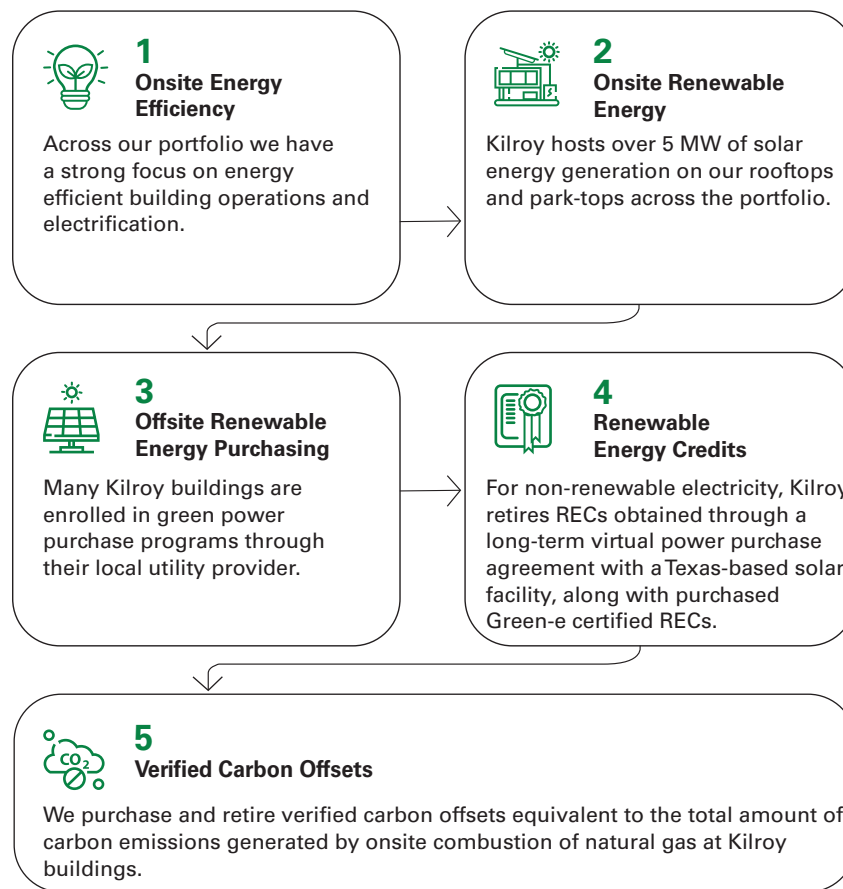 1
Onsite Energy
Efficiency
Across our portfolio we have
a strong focus on energy
efficient building operations and
electrification.
2
Onsite Renewable
Energy
Kilroy hosts over 5 MW of solar
energy generation on our rooftops
and park-tops across the portfolio.
3
Offsite Renewable
Energy Purchasing
Many Kilroy buildings are
enrolled in green power
purchase programs through
their local utility provider.
4
Renewable
Energy Credits
For non-renewable electricity, Kilroy
retires RECs obtained through a
long-term virtual power purchase
agreement with a Texas-based solar
facility, along with purchased
Green-e certified RECs.
CO2
5
Verified Carbon Offsets
We purchase and retire verified carbon offsets equivalent to the total amount of
carbon emissions generated by onsite combustion of natural gas at Kilroy
buildings.